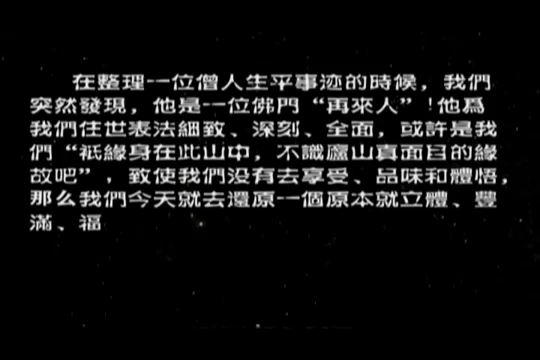 在整理一位僧人生平事迹的時候，我們
突然發現，他是一位佛門“再來人”！他爲
我們住世表法細致、深刻、全面，或許是我
們“衹緣身在此山中，不識廬山真面目的緣
故吧”，致使我們没有去享受、品味和體悟，
那么我們今天就去還原一個原本就立體、豐
滿、福